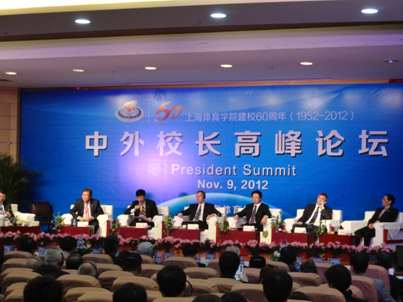 60 上海体育学院建校60周年（1952-2012）
中外校长高峰论坛
President Summit
Nov. 9, 2012